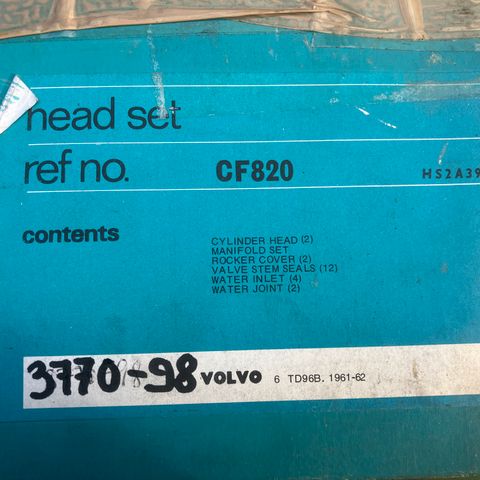 head set
ref no. CF820 HS2A39
contents
CYLINDER HEAD (2)
MANIFOLD SET
ROCKER COVER (2)
VALVE STEM SEALS (12)
WATER INLET (4)
WATER JOINT (2)
3770-98 VOLVO 6 TD96B. 1961-62